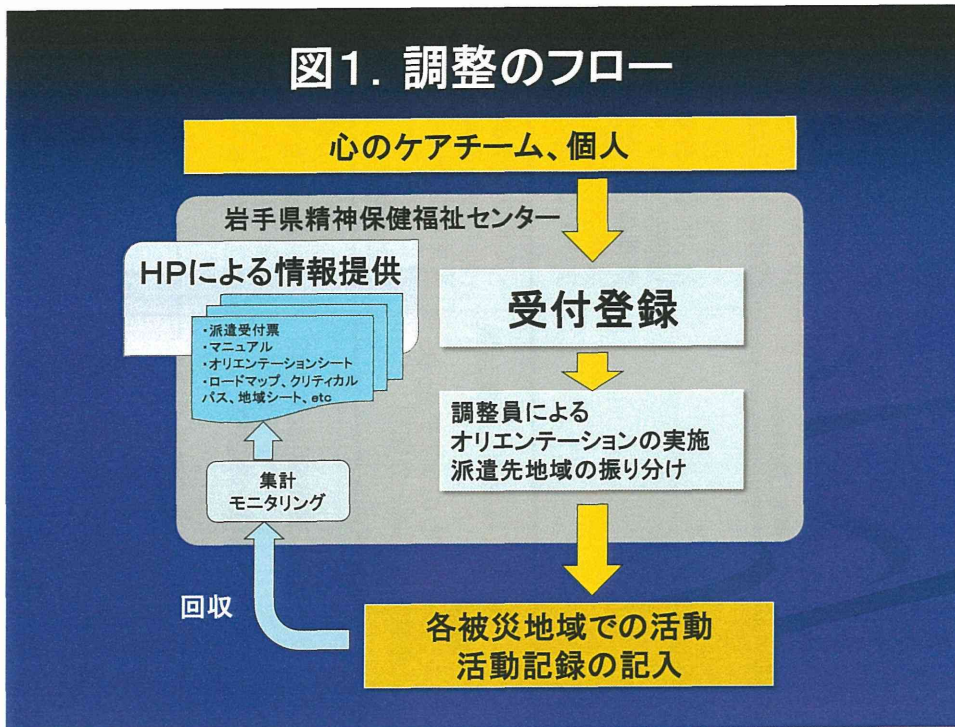 図1. 調整のフロー
心のケアチーム、個人
岩手県精神保健福祉センター
HPによる情報提供
・派遣受付票
・マニュアル
・オリエンテーションシート
・ロードマップ、クリティカル
パス、地域シート、etc
集計
モニタリング
受付登録
調整員による
オリエンテーションの実施
派遣先地域の振り分け
回収
各被災地域での活動
活動記録の記入